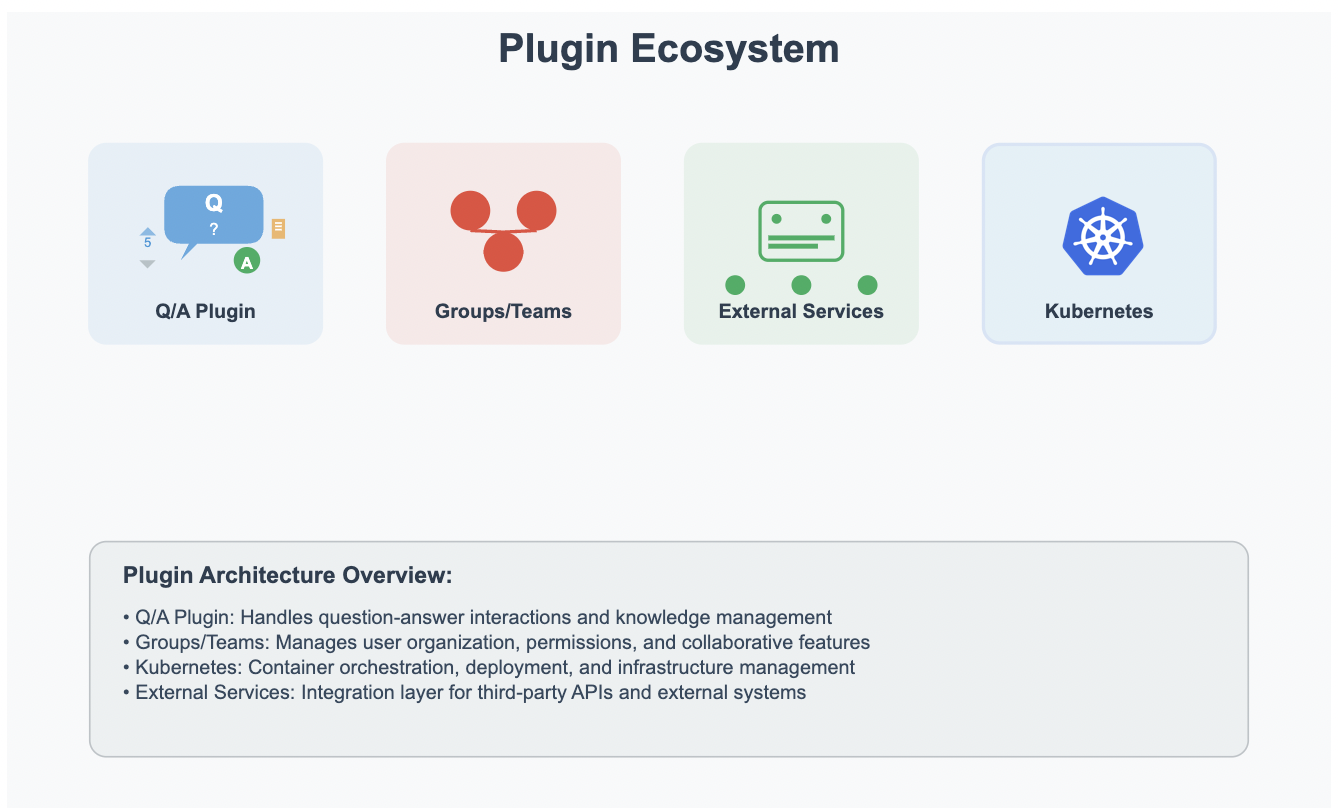 Plugin Ecosystem
Q
?
5
A
Q/A Plugin
Groups/Teams
External Services
Kubernetes
Plugin Architecture Overview:
• Q/A Plugin: Handles question-answer interactions and knowledge management
• Groups/Teams: Manages user organization, permissions, and collaborative features
• Kubernetes: Container orchestration, deployment, and infrastructure management
• External Services: Integration layer for third-party APIs and external systems